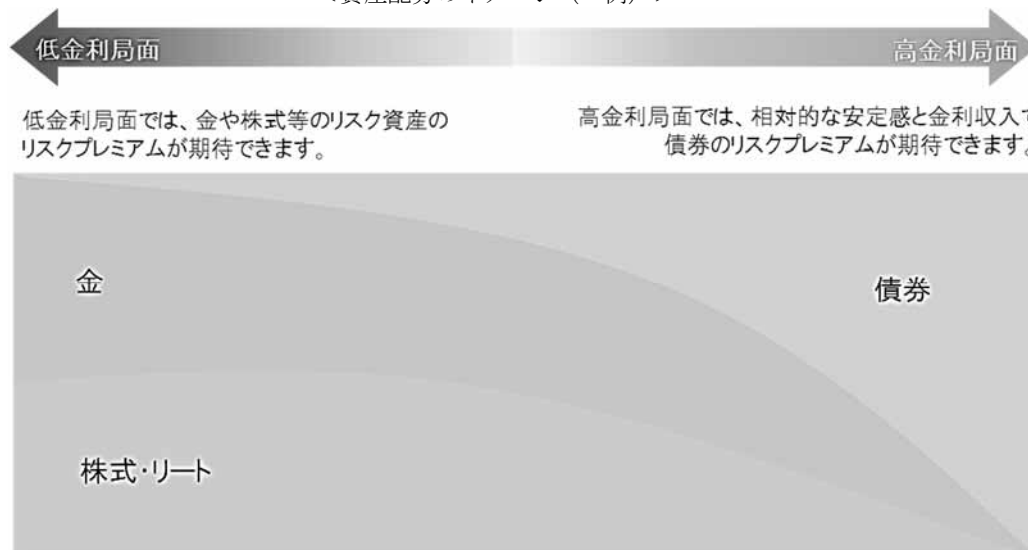 低金利局面
高金利局面
低金利局面では、金や株式等のリスク資産の
リスクプレミアムが期待できます。
高金利局面では、相対的な安定感と金利収入で
債券のリスクプレミアムが期待できます。
金
債券
株式・リート